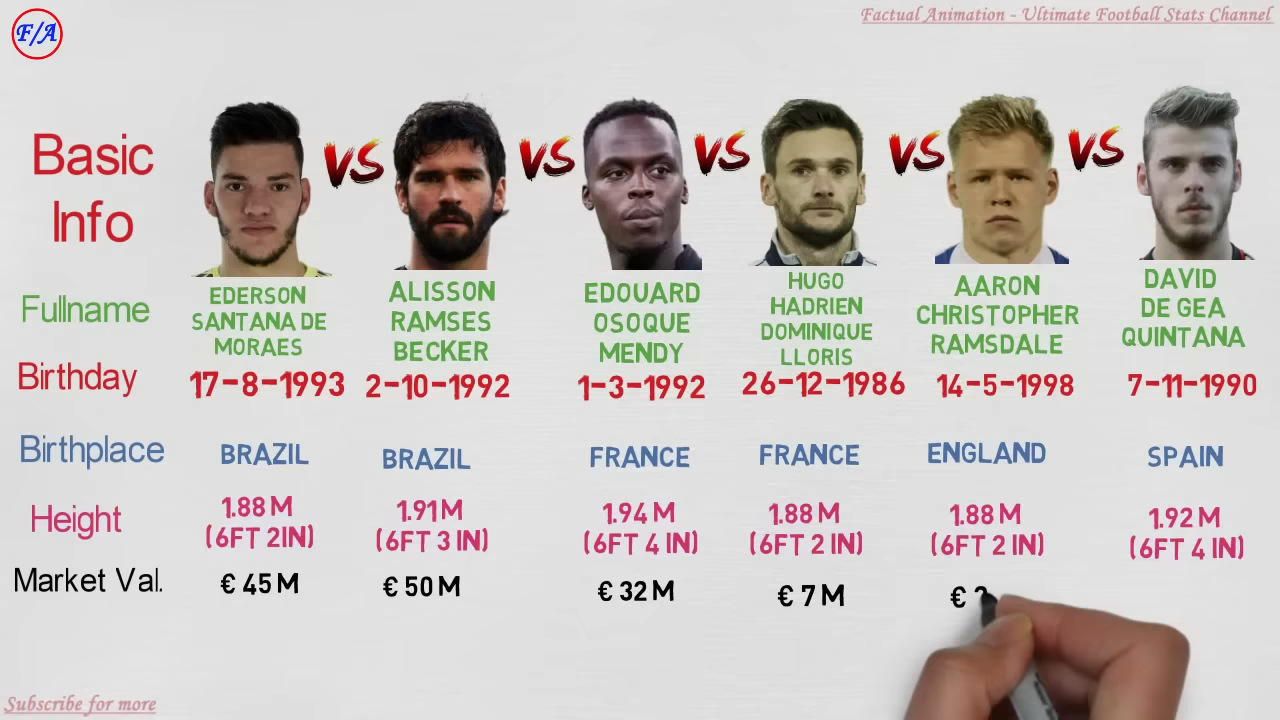 F/A
Factual Animation - Ultimate Football Stats Channel
VS VS VS VS VS
Basic
Info
Fullname
EDERSON
SANTANA DE
MORAES
ALISSON
RAMSES
BECKER
EDOUARD
OSOQUE
MENDY
HUGO
HADRIEN
DOMINIQUE
LLORIS
AARON
CHRISTOPHER
RAMSDALE
DAVID
DE GEA
QUINTANA
Birthday
17-8-1993 2-10-1992 1-3-1992 26-12-1986 14-5-1998 7-11-1990
Birthplace
BRAZIL BRAZIL FRANCE FRANCE ENGLAND SPAIN
Height
1.88 M
(6FT 2IN)
1.91 M
(6FT 3 IN)
1.94 M
(6FT 4 IN)
1.88 M
(6FT 2 IN)
1.88 M
(6FT 2 IN)
1.92 M
(6FT 4 IN)
Market Val.
€ 45 M € 50 M € 32 M € 7 M €
Subscribe for more